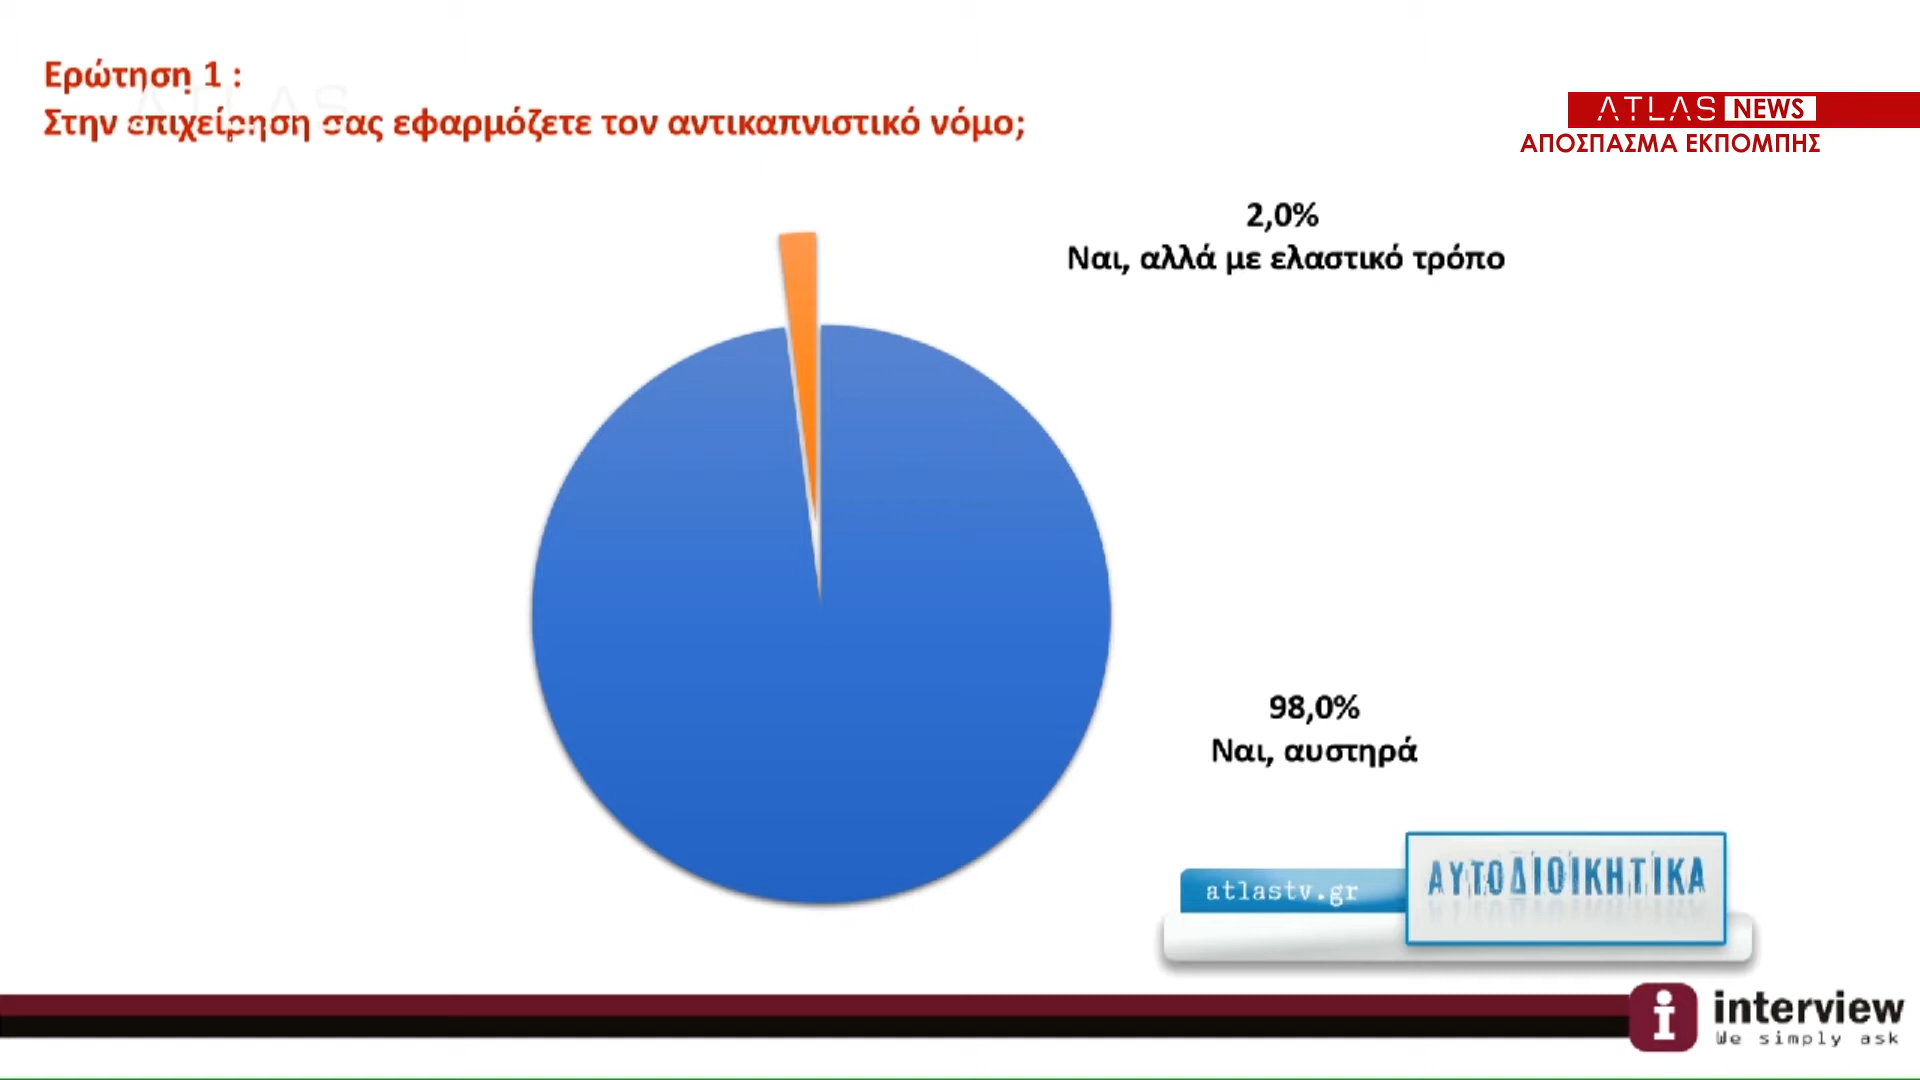 Ερώτηση 1 :
Στην επιχείρηση σας εφαρμόζετε τον αντικαπνιστικό νόμο;
ATLAS
ATLAS NEWS
ΑΠΟΣΠΑΣΜΑ ΕΚΠΟΜΠΗΣ
2,0%
Ναι, αλλά με ελαστικό τρόπο
98,0%
Ναι, αυστηρά
atlastv.gr
ΑΥΤΟΔΙΟΙΚΗΤΙΚΑ
interview
We simply ask